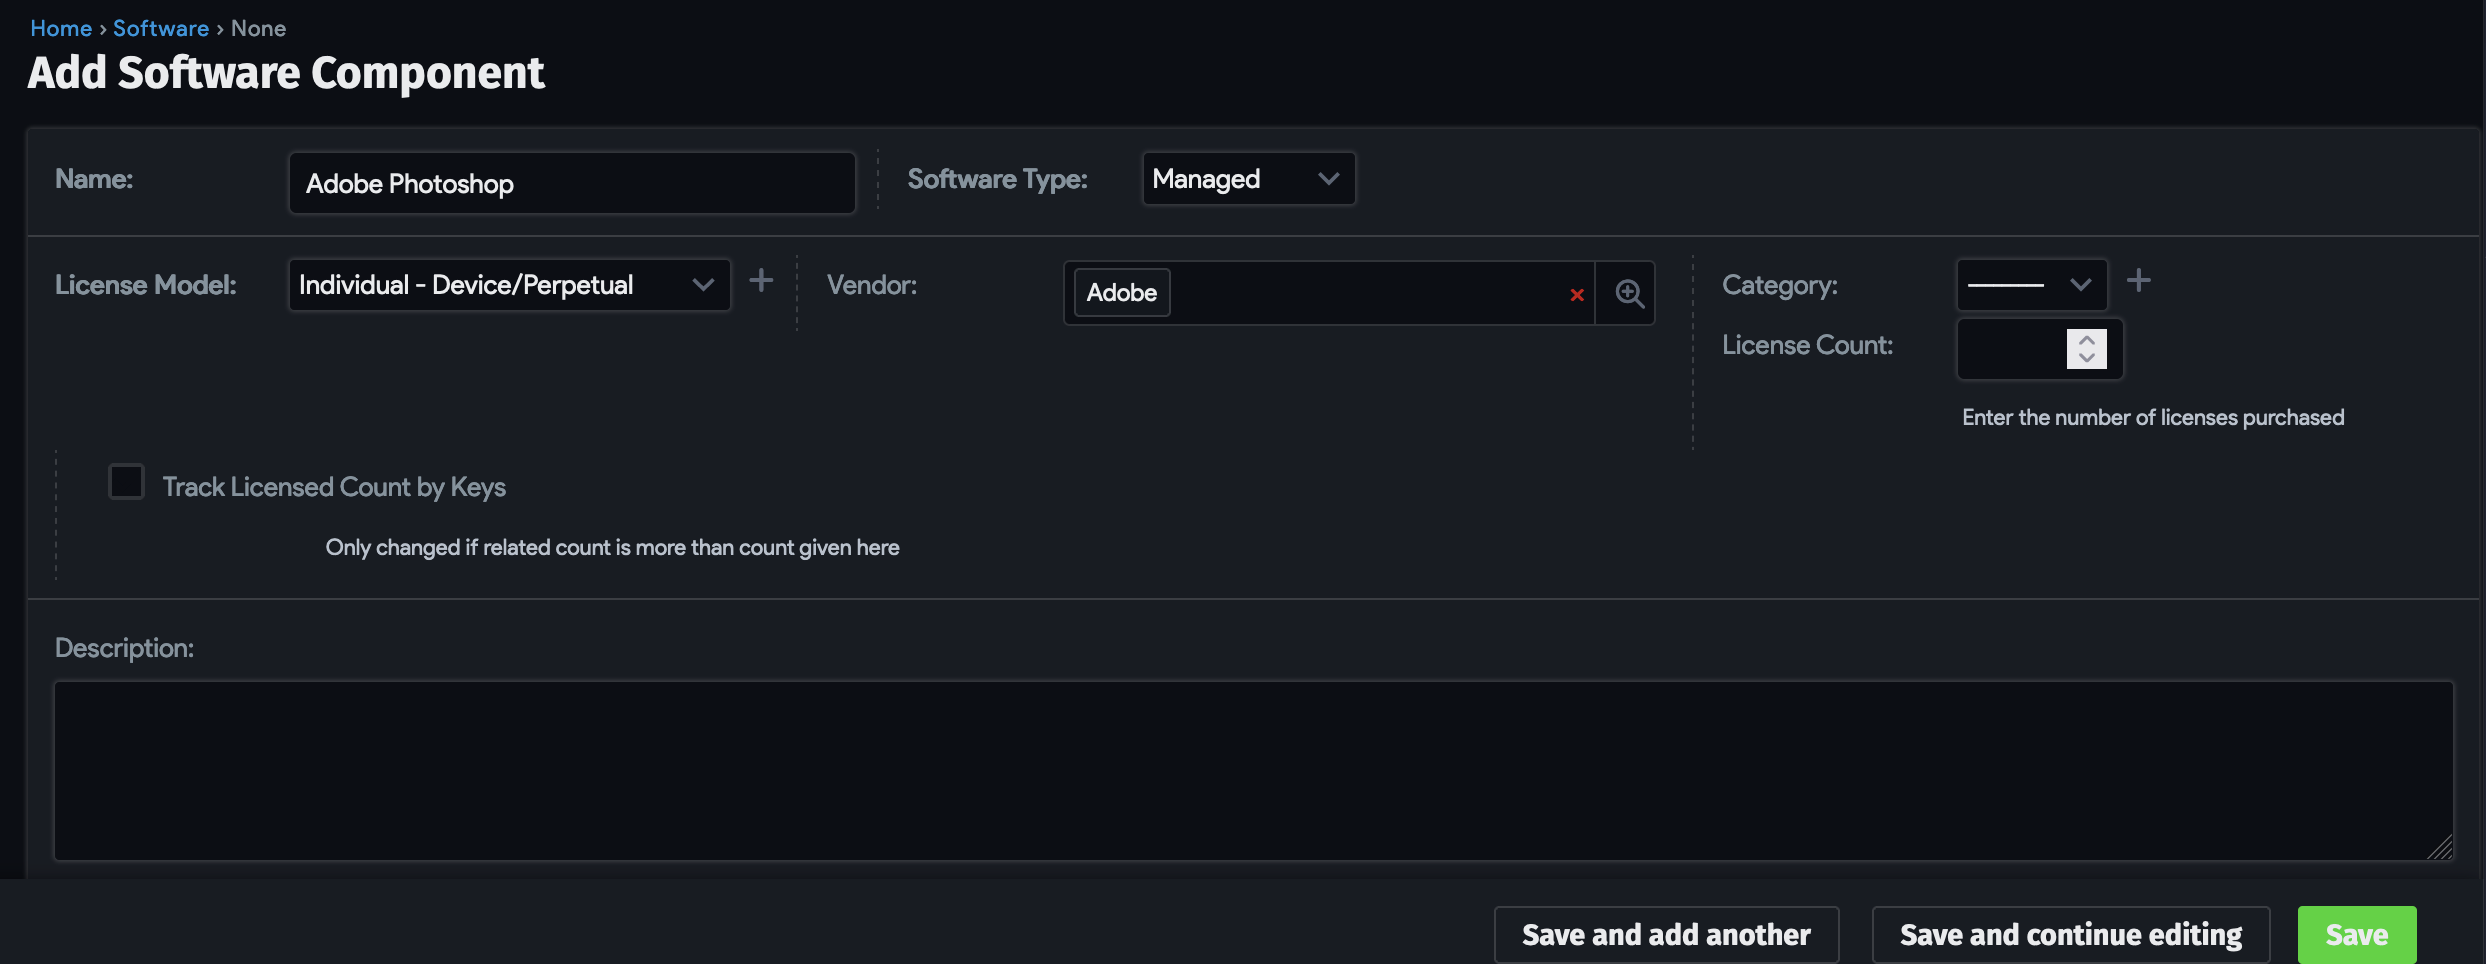 Home › Software › None
Add Software Component
Name: Adobe Photoshop Software Type: Managed
License Model: Individual - Device/Perpetual Vendor: Adobe Category: ---------
License Count:
Enter the number of licenses purchased
Track Licensed Count by Keys
Only changed if related count is more than count given here
Description:
Save and add another Save and continue editing Save